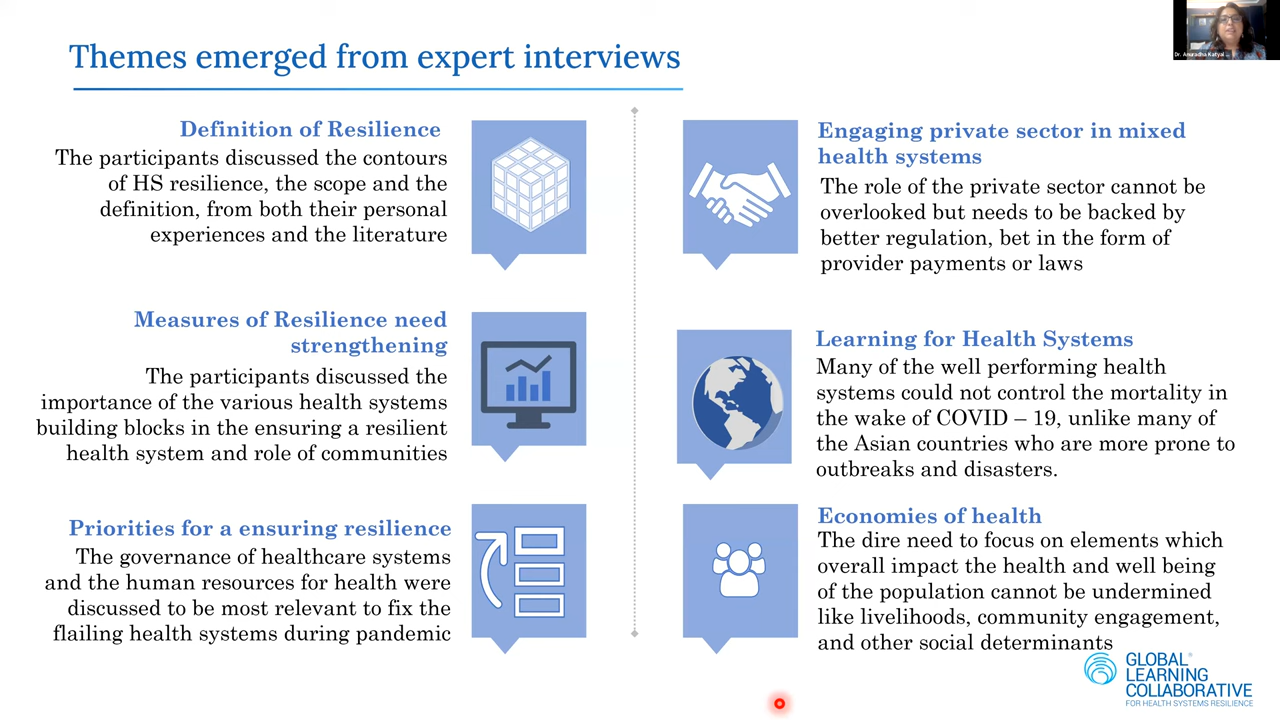 Themes emerged from expert interviews
Definition of Resilience
The participants discussed the contours
of HS resilience, the scope and the
definition, from both their personal
experiences and the literature
Measures of Resilience need
strengthening
The participants discussed the
importance of the various health systems
building blocks in the ensuring a resilient
health system and role of communities
Priorities for a ensuring resilience
The governance of healthcare systems
and the human resources for health were
discussed to be most relevant to fix the
flailing health systems during pandemic
Engaging private sector in mixed
health systems
The role of the private sector cannot be
overlooked but needs to be backed by
better regulation, bet in the form of
provider payments or laws
Learning for Health Systems
Many of the well performing health
systems could not control the mortality in
the wake of COVID – 19, unlike many of
the Asian countries who are more prone to
outbreaks and disasters.
Economies of health
The dire need to focus on elements which
overall impact the health and well being
of the population cannot be undermined
like livelihoods, community engagement,
and other social determinants
GLOBAL
LEARNING
COLLABORATIVE
FOR HEALTH SYSTEMS RESILIENCE
Dr. Anuradha Katyal